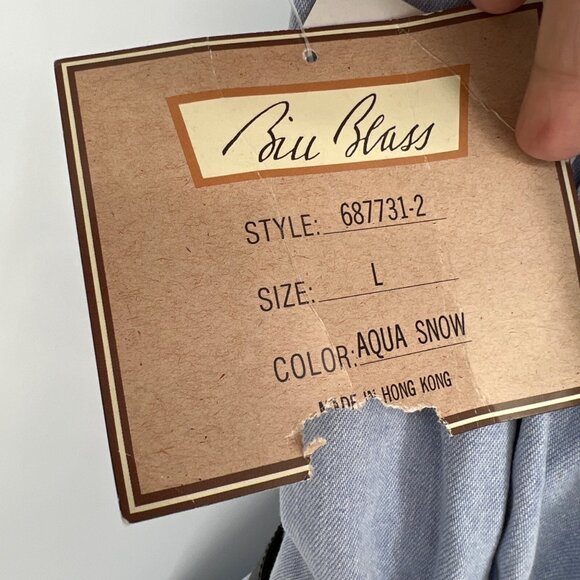 Bill Blass
STYLE: 687731-2
SIZE: L
COLOR: AQUA SNOW
MADE IN HONG KONG